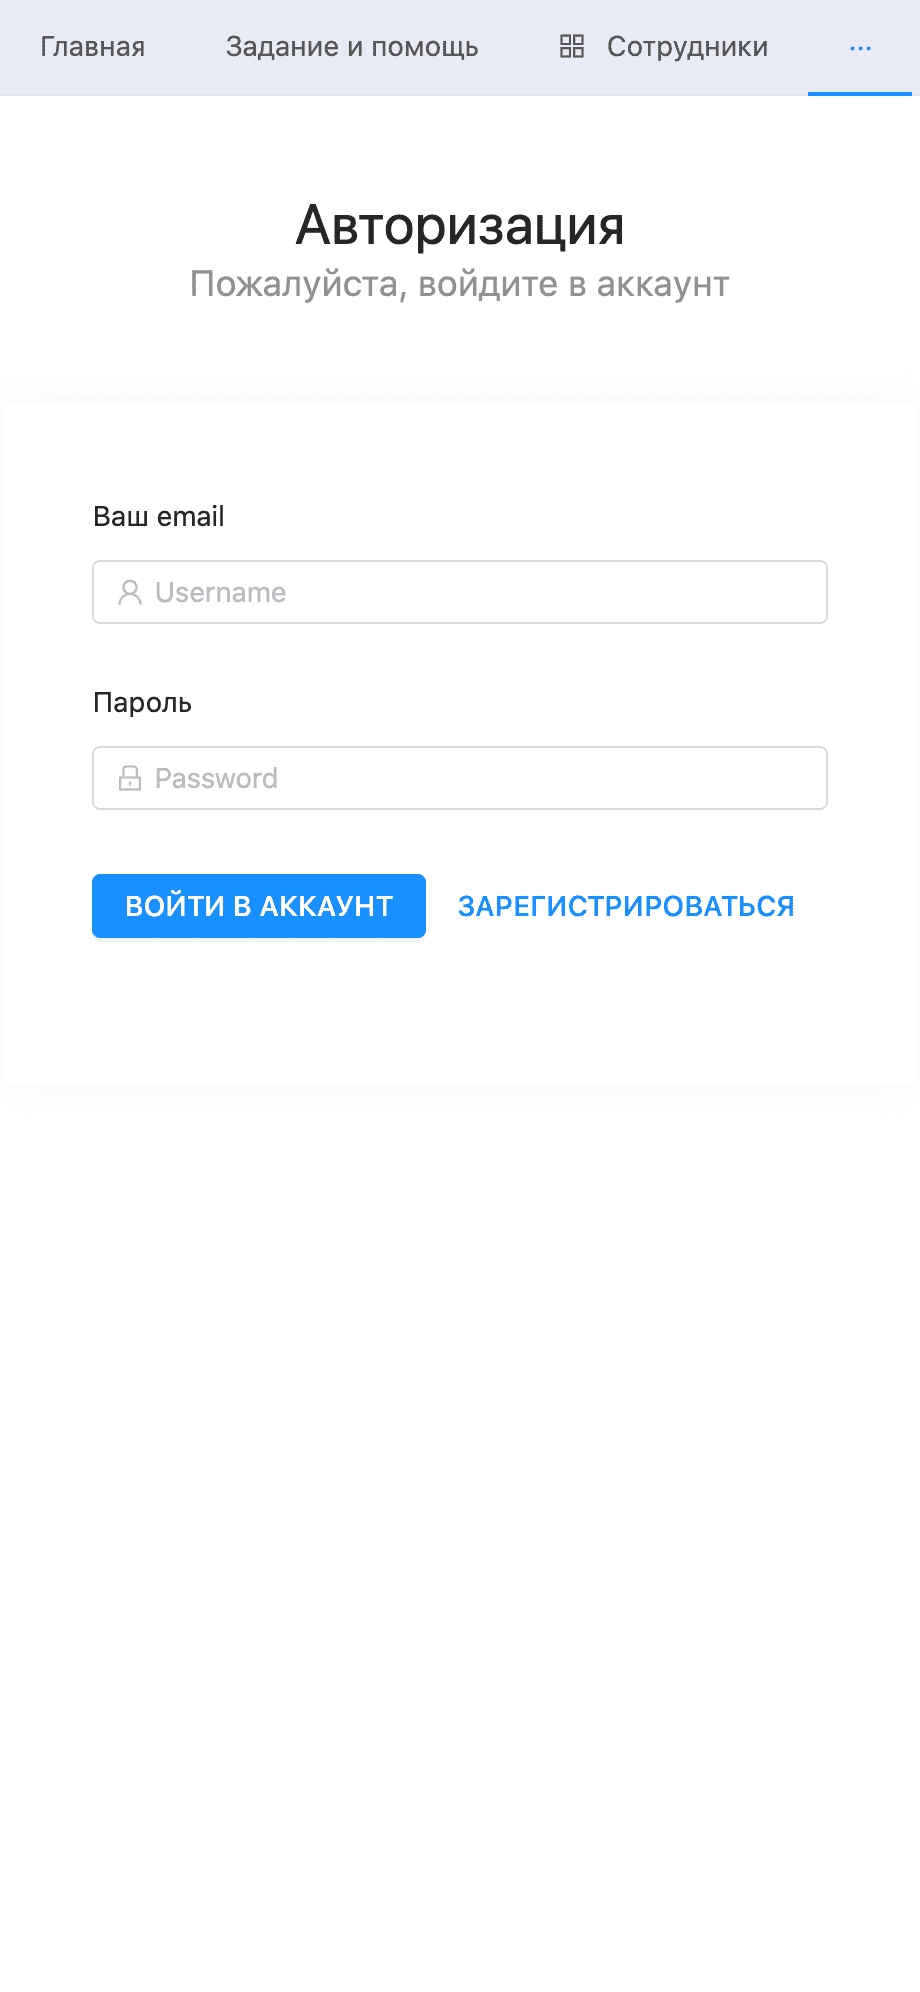 Главная Задание и помощь Сотрудники ...
Авторизация
Пожалуйста, войдите в аккаунт
Ваш email
Username
Пароль
Password
ВОЙТИ В АККАУНТ ЗАРЕГИСТРИРОВАТЬСЯ